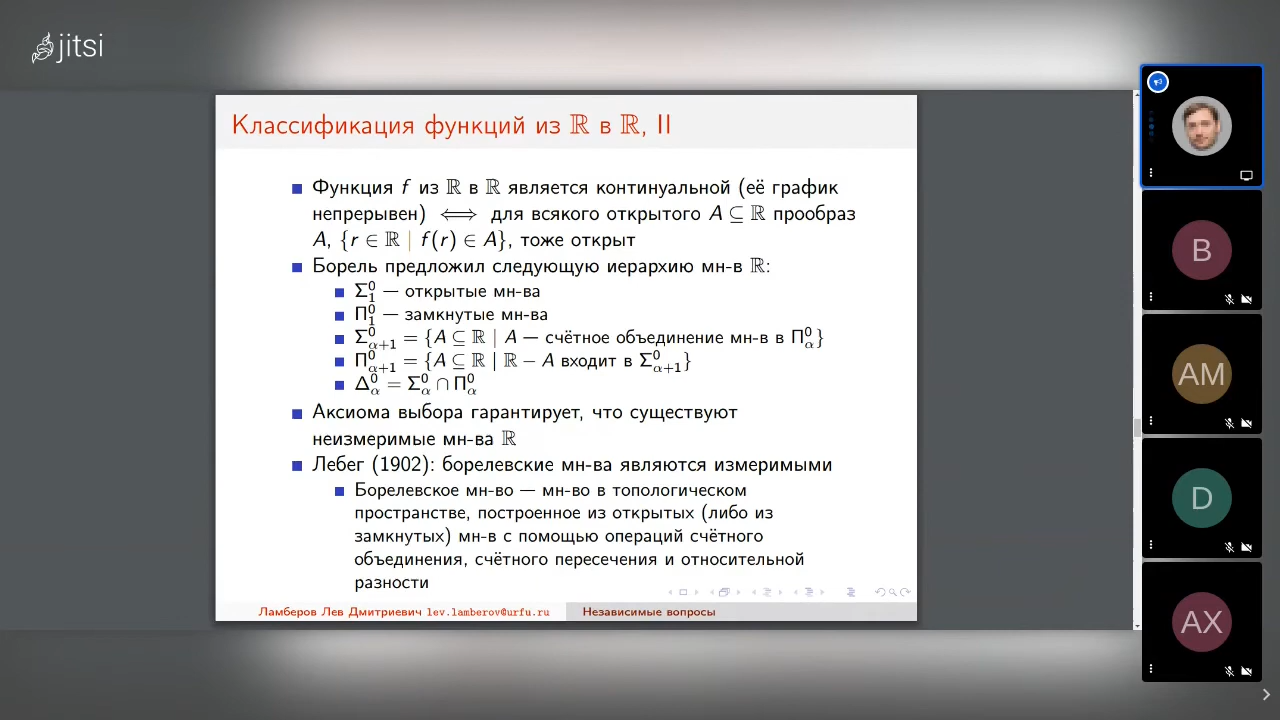 jitsi
Классификация функций из ℝ в ℝ, II
Функция f из ℝ в ℝ является континуальной (её график
непрерывен) ⟺ для всякого открытого A ⊆ ℝ прообраз
A, {r ∈ ℝ | f(r) ∈ A}, тоже открыт
Борель предложил следующую иерархию мн-в ℝ:
Σ⁰₁ — открытые мн-ва
Π⁰₁ — замкнутые мн-ва
Σ⁰_{α+1} = {A ⊆ ℝ | A — счётное объединение мн-в в Π⁰_α}
Π⁰_{α+1} = {A ⊆ ℝ | ℝ − A входит в Σ⁰_{α+1}}
Δ⁰_α = Σ⁰_α ∩ Π⁰_α
Аксиома выбора гарантирует, что существуют
неизмеримые мн-ва ℝ
Лебег (1902): борелевские мн-ва являются измеримыми
Борелевское мн-во — мн-во в топологическом
пространстве, построенное из открытых (либо из
замкнутых) мн-в с помощью операций счётного
объединения, счётного пересечения и относительной
разности
Ламберов Лев Дмитриевич lev.lamberov@urfu.ru
Независимые вопросы
B
AM
D
AX